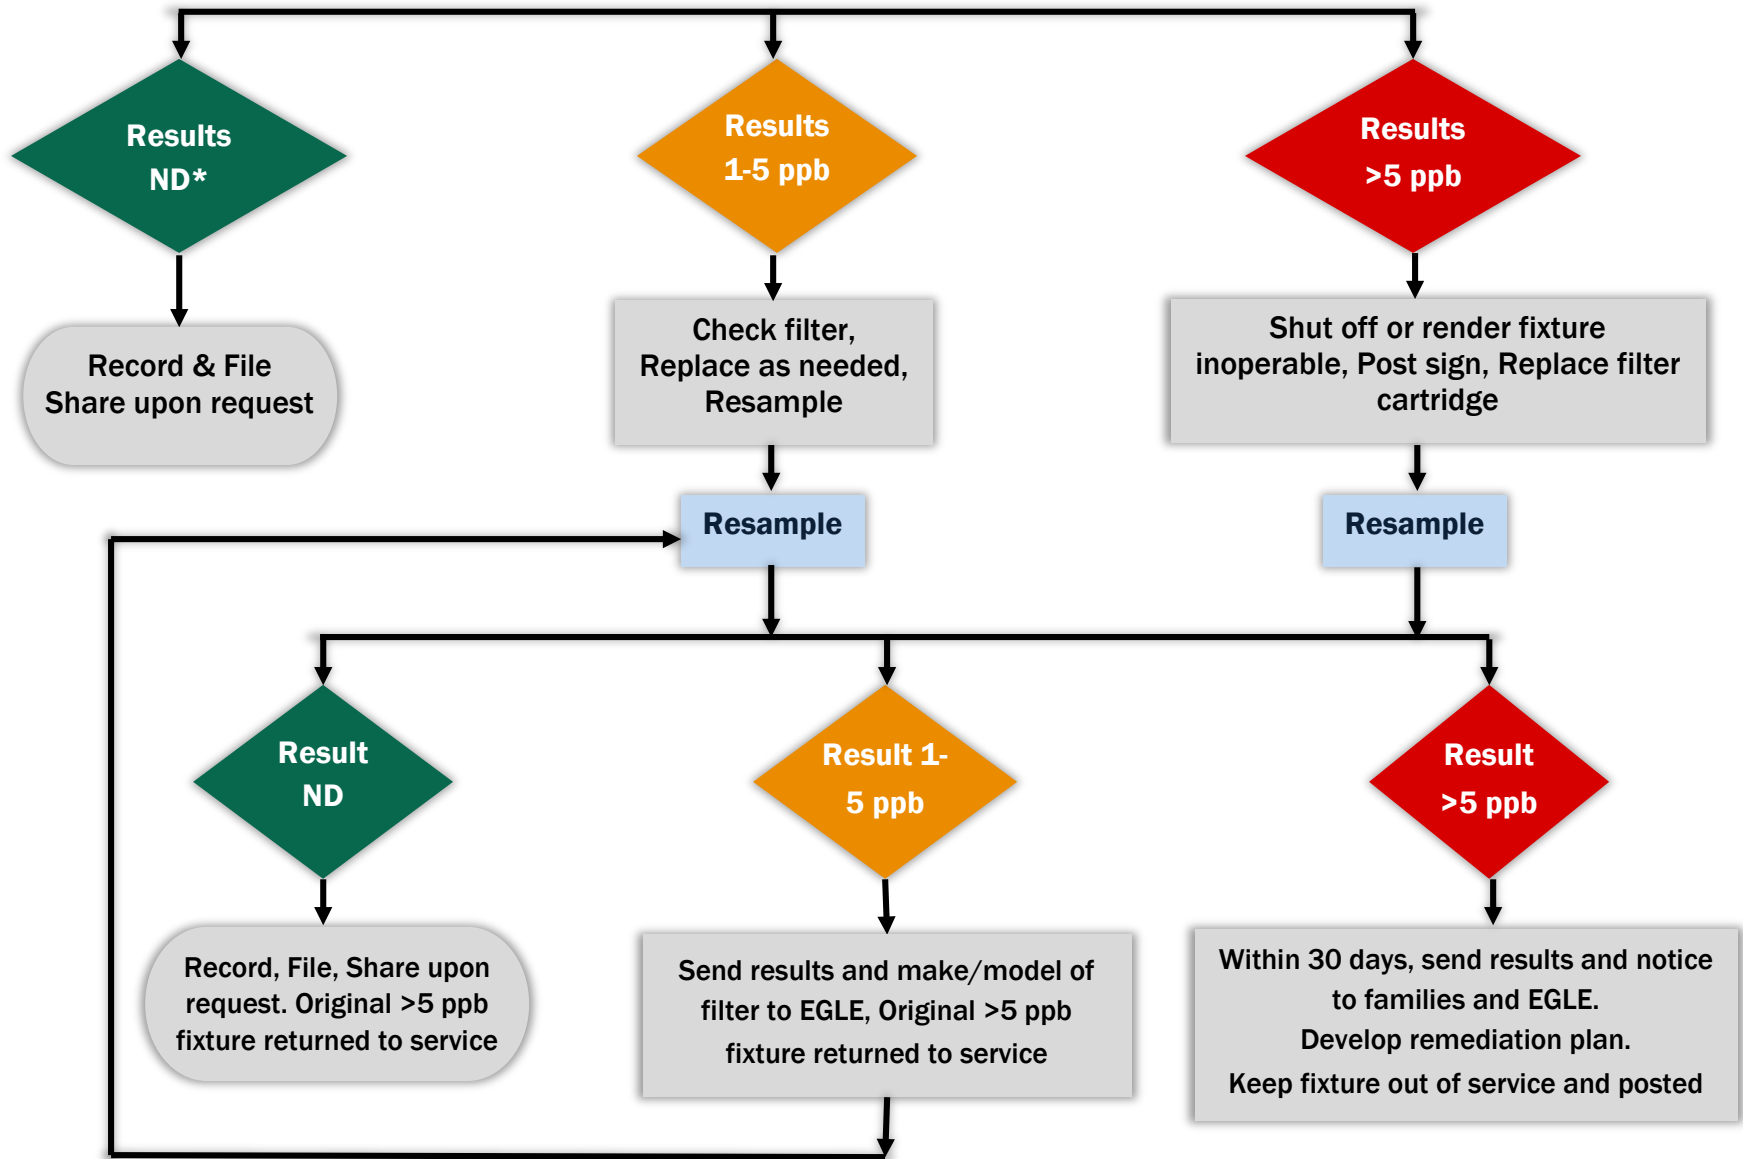 Results
ND*
Results
1-5 ppb
Results
>5 ppb
Record & File
Share upon request
Check filter,
Replace as needed,
Resample
Shut off or render fixture
inoperable, Post sign, Replace filter
cartridge
Resample
Resample
Result
ND
Result 1-
5 ppb
Result
>5 ppb
Record, File, Share upon
request. Original >5 ppb
fixture returned to service
Send results and make/model of
filter to EGLE, Original >5 ppb
fixture returned to service
Within 30 days, send results and notice
to families and EGLE.
Develop remediation plan.
Keep fixture out of service and posted